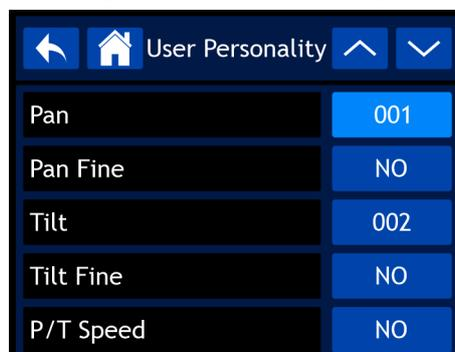 User Personality
Pan 001
Pan Fine NO
Tilt 002
Tilt Fine NO
P/T Speed NO